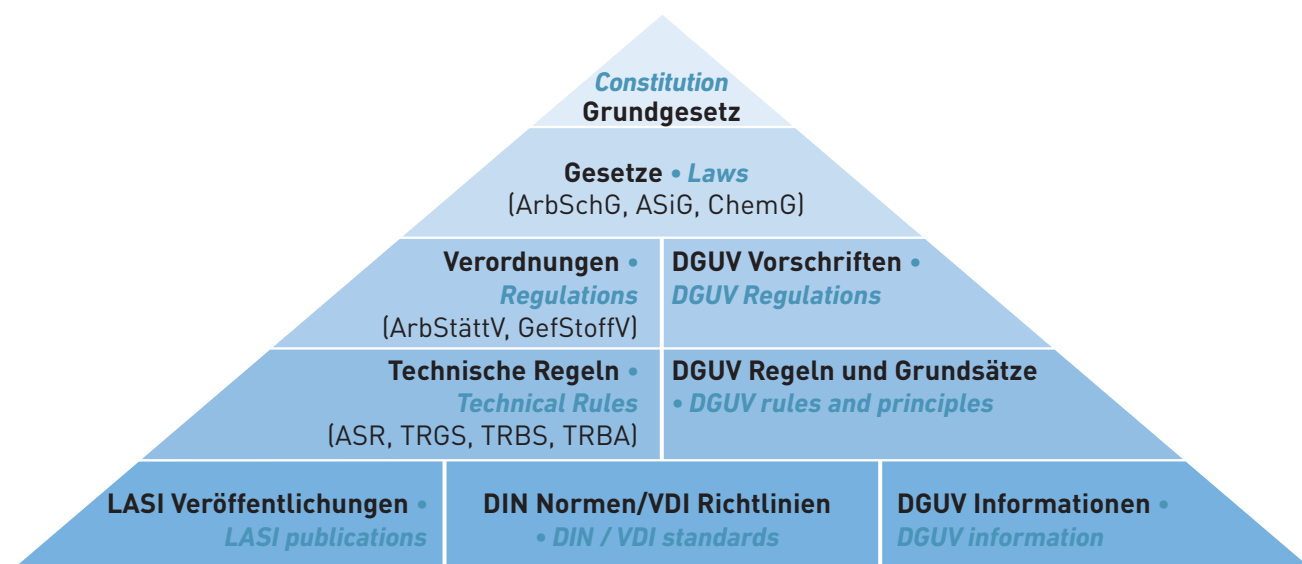 Constitution
Grundgesetz
Gesetze • Laws
(ArbSchG, ASiG, ChemG)
Verordnungen •
Regulations
(ArbStättV, GefStoffV)
DGUV Vorschriften •
DGUV Regulations
Technische Regeln •
Technical Rules
(ASR, TRGS, TRBS, TRBA)
DGUV Regeln und Grundsätze
• DGUV rules and principles
LASI Veröffentlichungen •
LASI publications
DIN Normen/VDI Richtlinien
• DIN / VDI standards
DGUV Informationen •
DGUV information